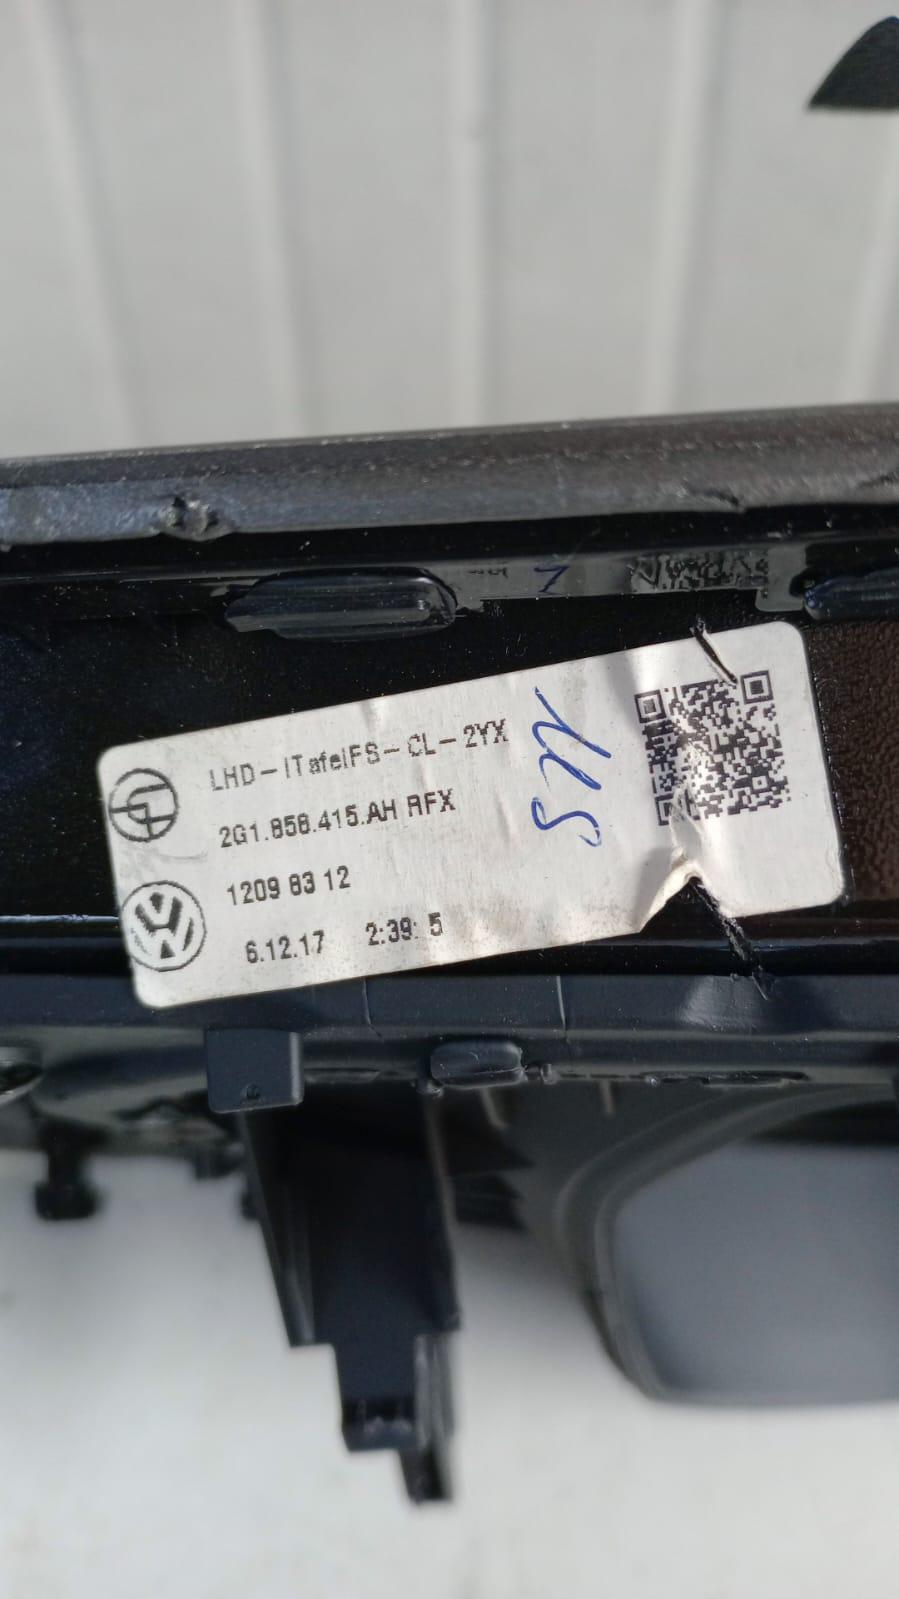 LHD-ITafelFS-CL-2YX
2G1.858.415.AH RFX
1209 83 12
6.12.17 2:39: 5